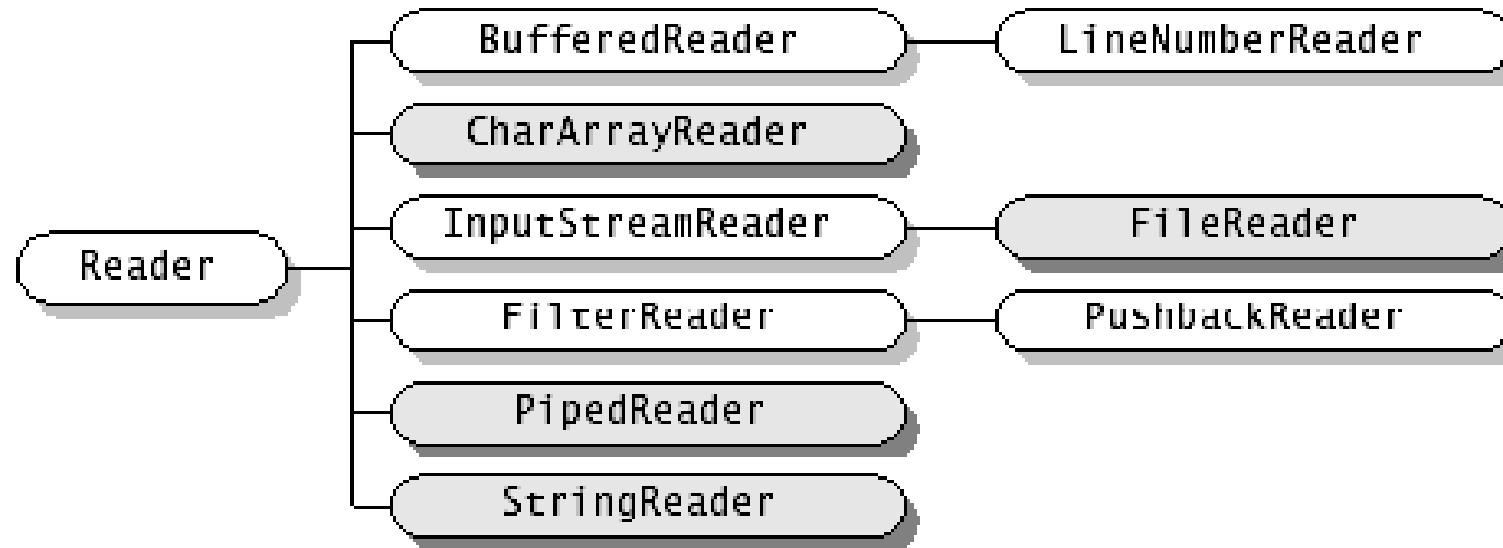 BufferedReader
LineNumberReader
CharArrayReader
InputStreamReader
FileReader
Reader
FilterReader
PushbackReader
PipedReader
StringReader